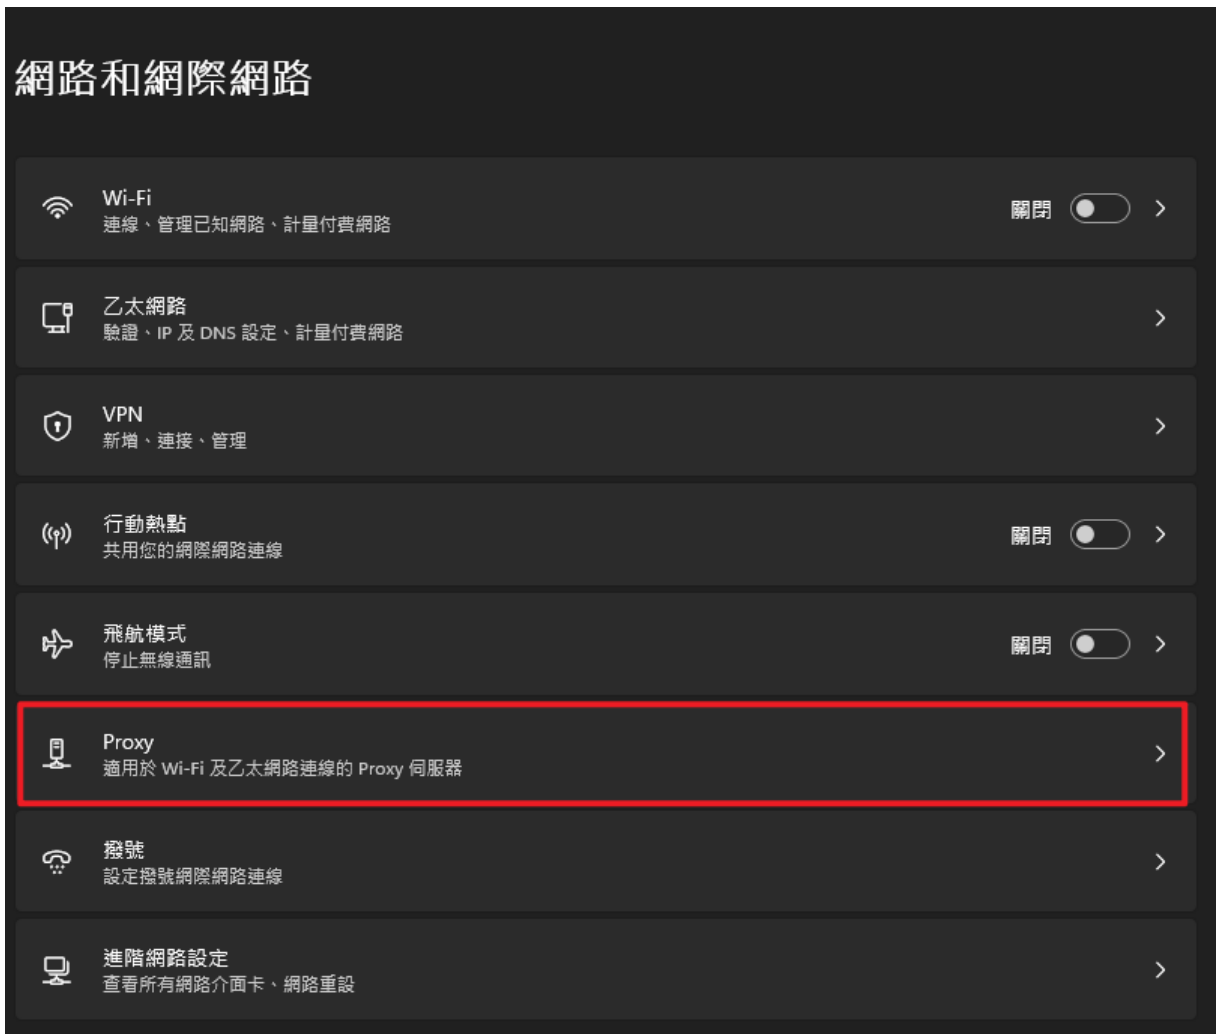 網路和網際網路
Wi-Fi
連線、管理已知網路、計量付費網路
關閉
乙太網路
驗證、IP 及 DNS 設定、計量付費網路
VPN
新增、連接、管理
行動熱點
共用您的網際網路連線
關閉
飛航模式
停止無線通訊
關閉
Proxy
適用於 Wi-Fi 及乙太網路連線的 Proxy 伺服器
撥號
設定撥號網際網路連線
進階網路設定
查看所有網路介面卡、網路重設